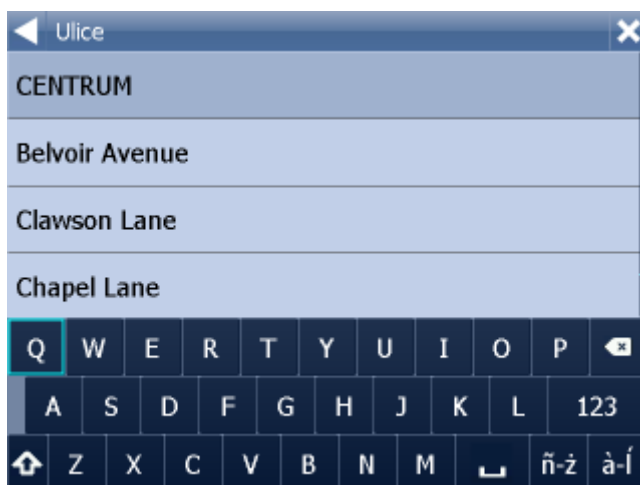 Ulice
CENTRUM
Belvoir Avenue
Clawson Lane
Chapel Lane
Q W E R T Y U I O P
A S D F G H J K L 123
Z X C V B N M ñ-ż à-Í